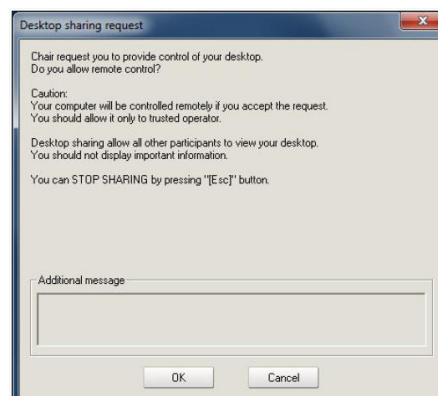 Desktop sharing request
Chair request you to provide control of your desktop.
Do you allow remote control?
Caution:
Your computer will be controlled remotely if you accept the request.
You should allow it only to trusted operator.
Desktop sharing allow all other participants to view your desktop.
You should not display important information.
You can STOP SHARING by pressing "[Esc]" button.
Additional message
OK
Cancel